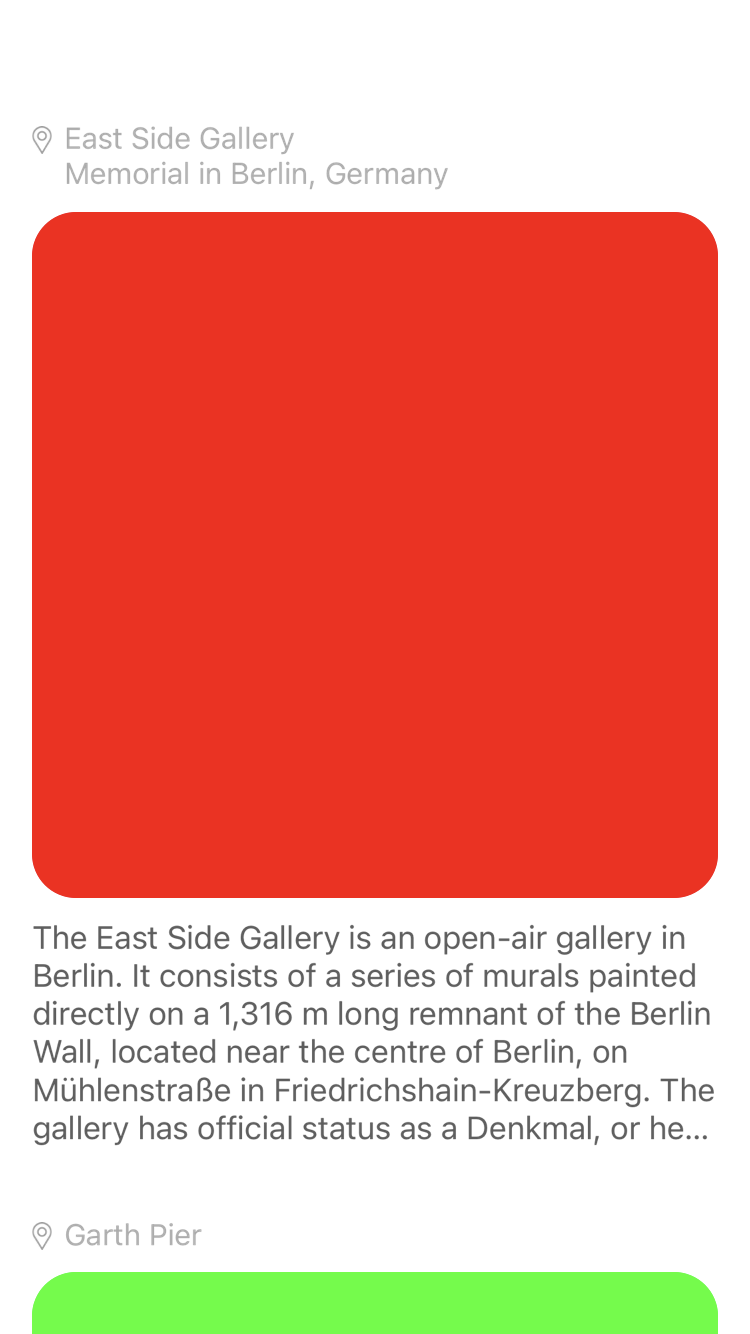 East Side Gallery
Memorial in Berlin, Germany
The East Side Gallery is an open-air gallery in
Berlin. It consists of a series of murals painted
directly on a 1,316 m long remnant of the Berlin
Wall, located near the centre of Berlin, on
Mühlenstraße in Friedrichshain-Kreuzberg. The
gallery has official status as a Denkmal, or he...
Garth Pier